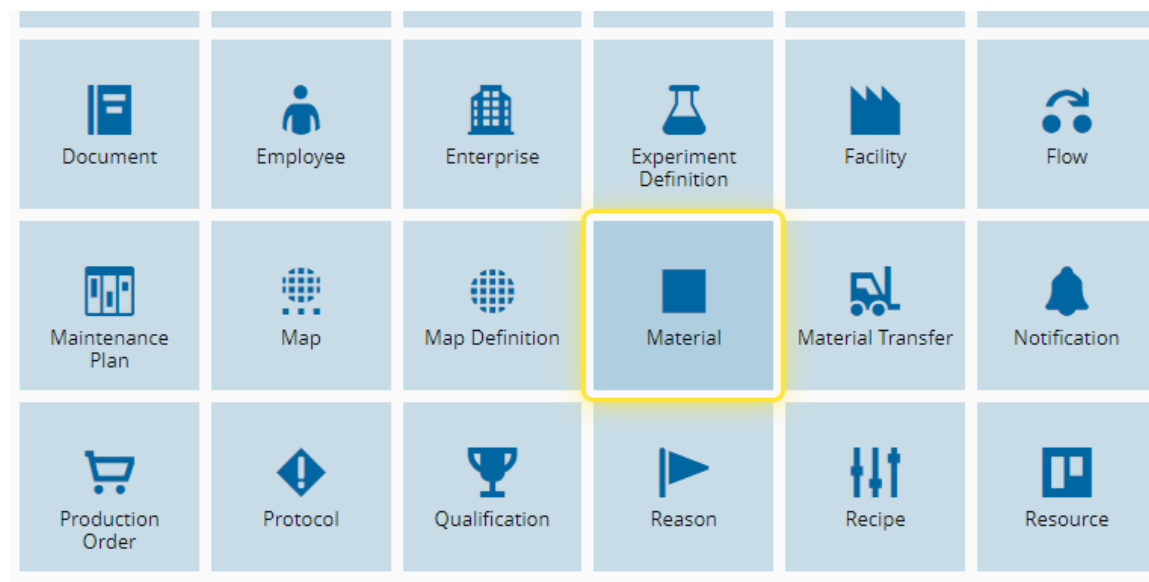 Document
Employee
Enterprise
Experiment
Definition
Facility
Flow
Maintenance
Plan
Map
Map Definition
Material
Material Transfer
Notification
Production
Order
Protocol
Qualification
Reason
Recipe
Resource